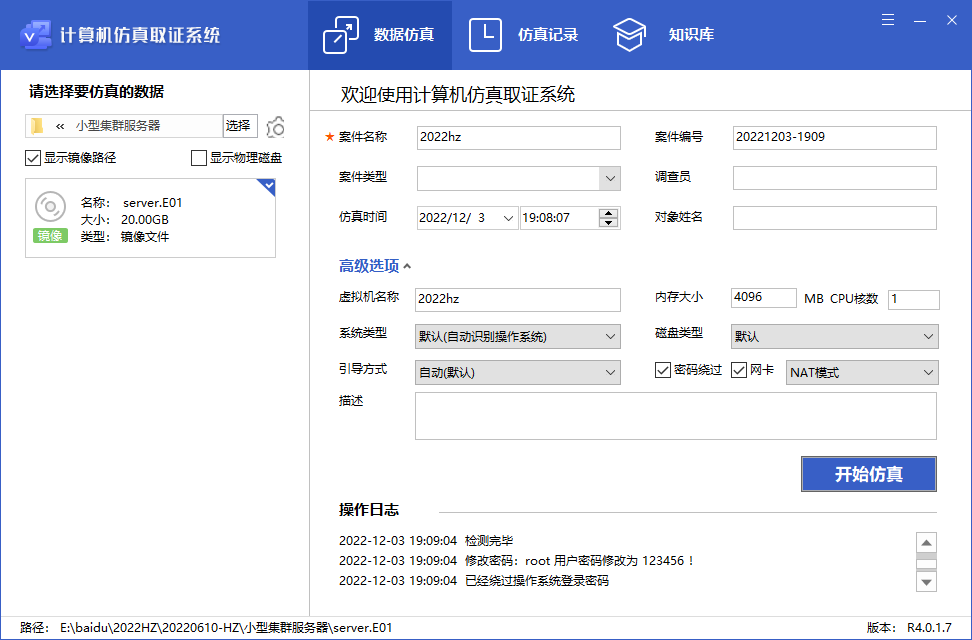 计算机仿真取证系统
数据仿真
仿真记录
知识库
请选择要仿真的数据
« 小型集群服务器
选择
显示镜像路径
显示物理磁盘
镜像
名称： server.E01
大小： 20.00GB
类型： 镜像文件
欢迎使用计算机仿真取证系统
★ 案件名称 2022hz 案件编号 20221203-1909
案件类型 调查员
仿真时间 2022/12/ 3 19:08:07 对象姓名
高级选项
虚拟机名称 2022hz 内存大小 4096 MB CPU核数 1
系统类型 默认(自动识别操作系统) 磁盘类型 默认
引导方式 自动(默认) 密码绕过 网卡 NAT模式
描述
开始仿真
操作日志
2022-12-03 19:09:04 检测完毕
2022-12-03 19:09:04 修改密码：root 用户密码修改为 123456！
2022-12-03 19:09:04 已经绕过操作系统登录密码
路径： E:\baidu\2022HZ\20220610-HZ\小型集群服务器\server.E01
版本： R4.0.1.7